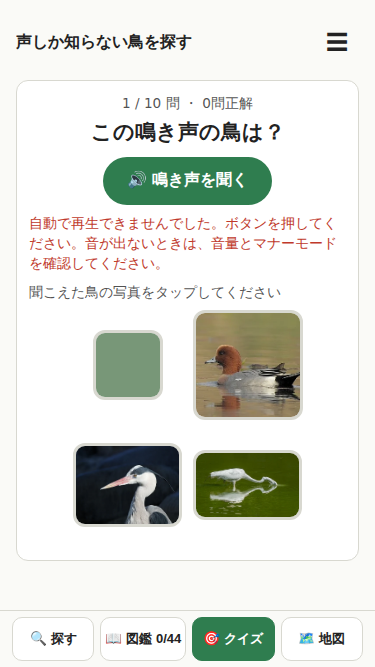 声しか知らない鳥を探す
1 / 10 問 ・ 0問正解
この鳴き声の鳥は？
🔊 鳴き声を聞く
自動で再生できませんでした。ボタンを押してく
ださい。音が出ないときは、音量とマナーモード
を確認してください。
聞こえた鳥の写真をタップしてください
🔍 探す
📖 図鑑 0/44
🎯 クイズ
🗺️ 地図